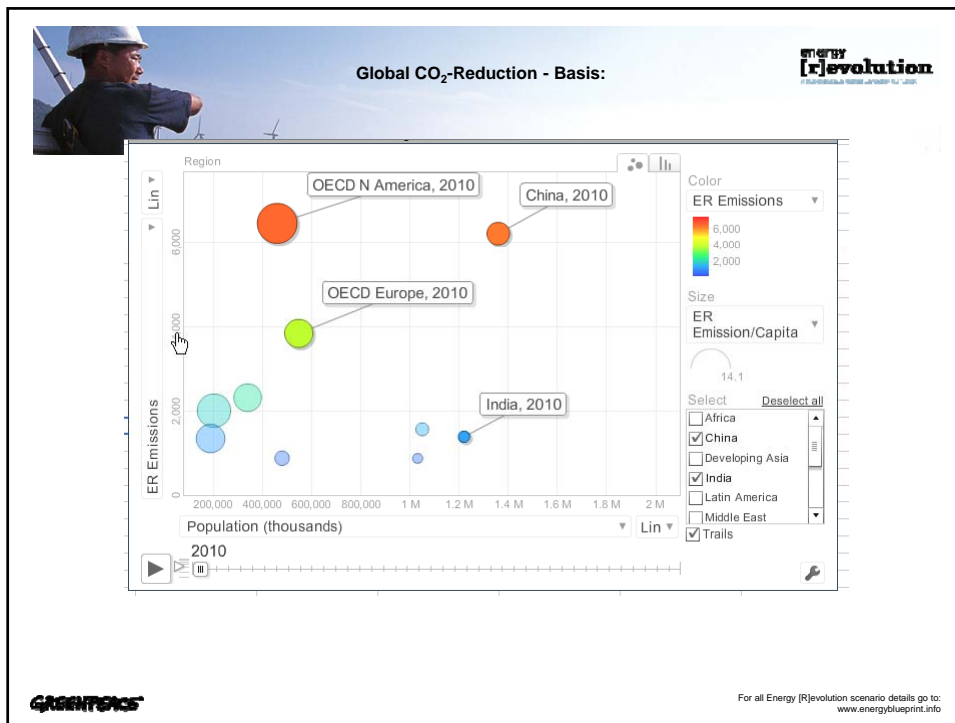 Global CO2-Reduction - Basis:
energy
[r]evolution
Region
Lin
ER Emissions
6,000
2,000
0
OECD N America, 2010
China, 2010
OECD Europe, 2010
India, 2010
200,000 400,000 600,000 800,000 1 M 1.2 M 1.4 M 1.6 M 1.8 M 2 M
Population (thousands)
Lin
2010
Color
ER Emissions
6,000
4,000
2,000
Size
ER
Emission/Capita
14.1
Select Deselect all
Africa
China
Developing Asia
India
Latin America
Middle East
Trails
GREENPEACE
For all Energy [R]evolution scenario details go to:
www.energyblueprint.info